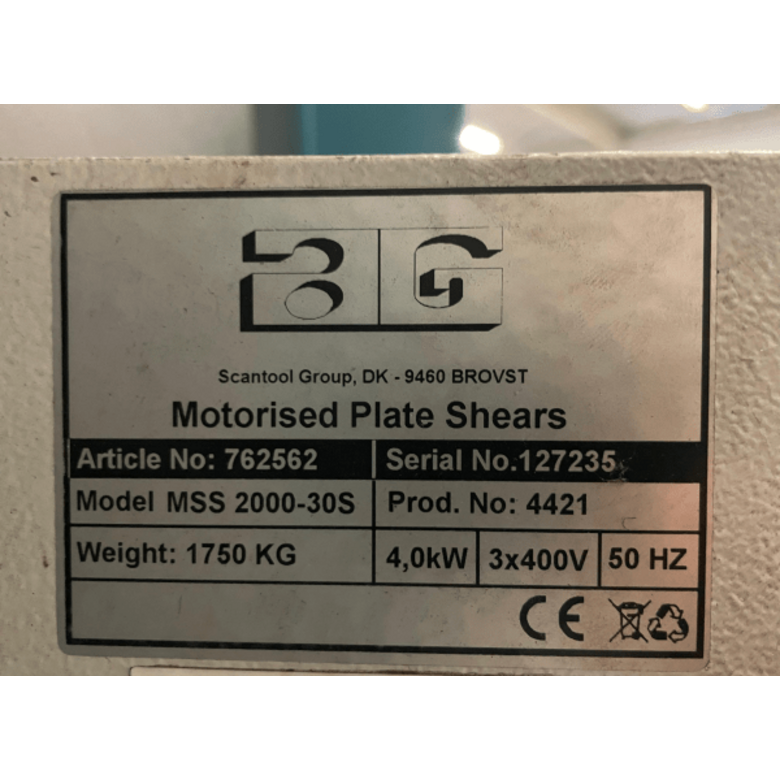 BG
Scantool Group, DK - 9460 BROVST
Motorised Plate Shears
Article No: 762562 Serial No.127235
Model MSS 2000-30S Prod. No: 4421
Weight: 1750 KG 4,0kW 3x400V 50 HZ
CE